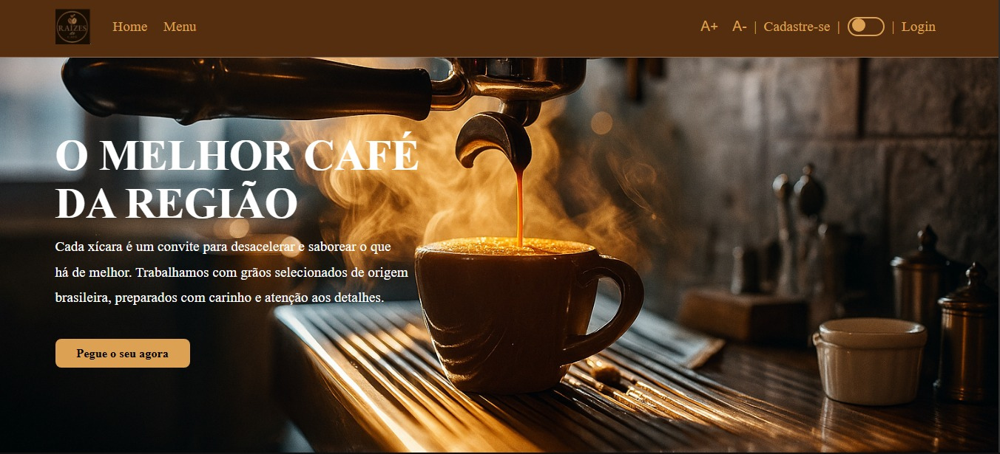 RAÍZES
Home Menu A+ A- | Cadastre-se | | Login
O MELHOR CAFÉ
DA REGIÃO
Cada xícara é um convite para desacelerar e saborear o que
há de melhor. Trabalhamos com grãos selecionados de origem
brasileira, preparados com carinho e atenção aos detalhes.
Pegue o seu agora